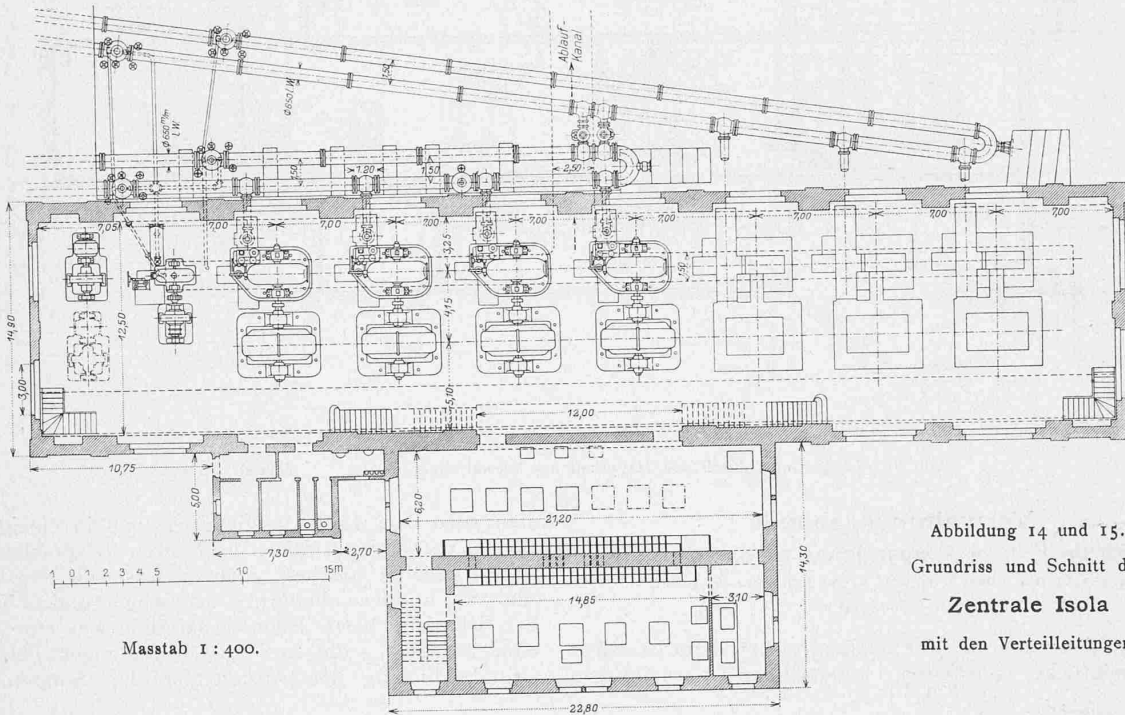 Ablauf-
Kanal
1,50
Ø 650 LW
Ø 650 m/m
LW
1,50
1,20
1,50
2,50
7,05
7,00
7,00
7,00
7,00
7,00
7,00
7,00
7,00
3,25
1,50
14,90
12,50
4,15
3,00
5,10
12,00
10,75
5,00
6,20
21,20
7,30
2,70
14,30
14,85
3,10
22,80
1 0 1 2 3 4 5 10 15m
Masstab 1 : 400.
Abbildung 14 und 15.
Grundriss und Schnitt d
Zentrale Isola
mit den Verteilleitungen